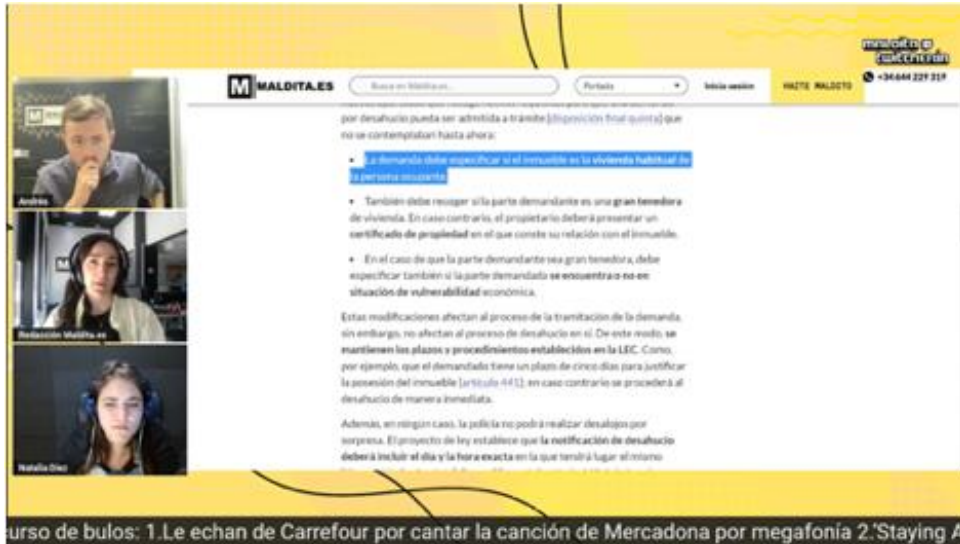 maldita
twitcheria
M MALDITA.ES
Busca en Maldita.es...
Portada
Inicia sesión
HAZTE MALDITO
+34 644 229 319
por desahucio pueda ser admitida a trámite (disposición final quinta) que
no se contemplaban hasta ahora:
• La demanda debe especificar si el inmueble es la vivienda habitual de
la persona ocupante.
• También debe recoger si la parte demandante es una gran tenedora
de vivienda. En caso contrario, el propietario deberá presentar un
certificado de propiedad en el que conste su relación con el inmueble.
• En el caso de que la parte demandante sea gran tenedora, debe
especificar también si la parte demandada se encuentra o no en
situación de vulnerabilidad económica.
Estas modificaciones afectan al proceso de la tramitación de la demanda,
sin embargo, no afectan al proceso de desahucio en sí. De este modo, se
mantienen los plazos y procedimientos establecidos en la LEC. Como,
por ejemplo, que el demandado tiene un plazo de cinco días para justificar
la posesión del inmueble (artículo 441); en caso contrario se procederá al
desahucio de manera inmediata.
Además, en ningún caso, la policía no podrá realizar desalojos por
sorpresa. El proyecto de ley establece que la notificación de desahucio
deberá incluir el día y la hora exacta en la que tendrá lugar el mismo
Andrés
Redacción Maldita.es
Natalia Diez
urso de bulos: 1.Le echan de Carrefour por cantar la canción de Mercadona por megafonía 2.'Staying A